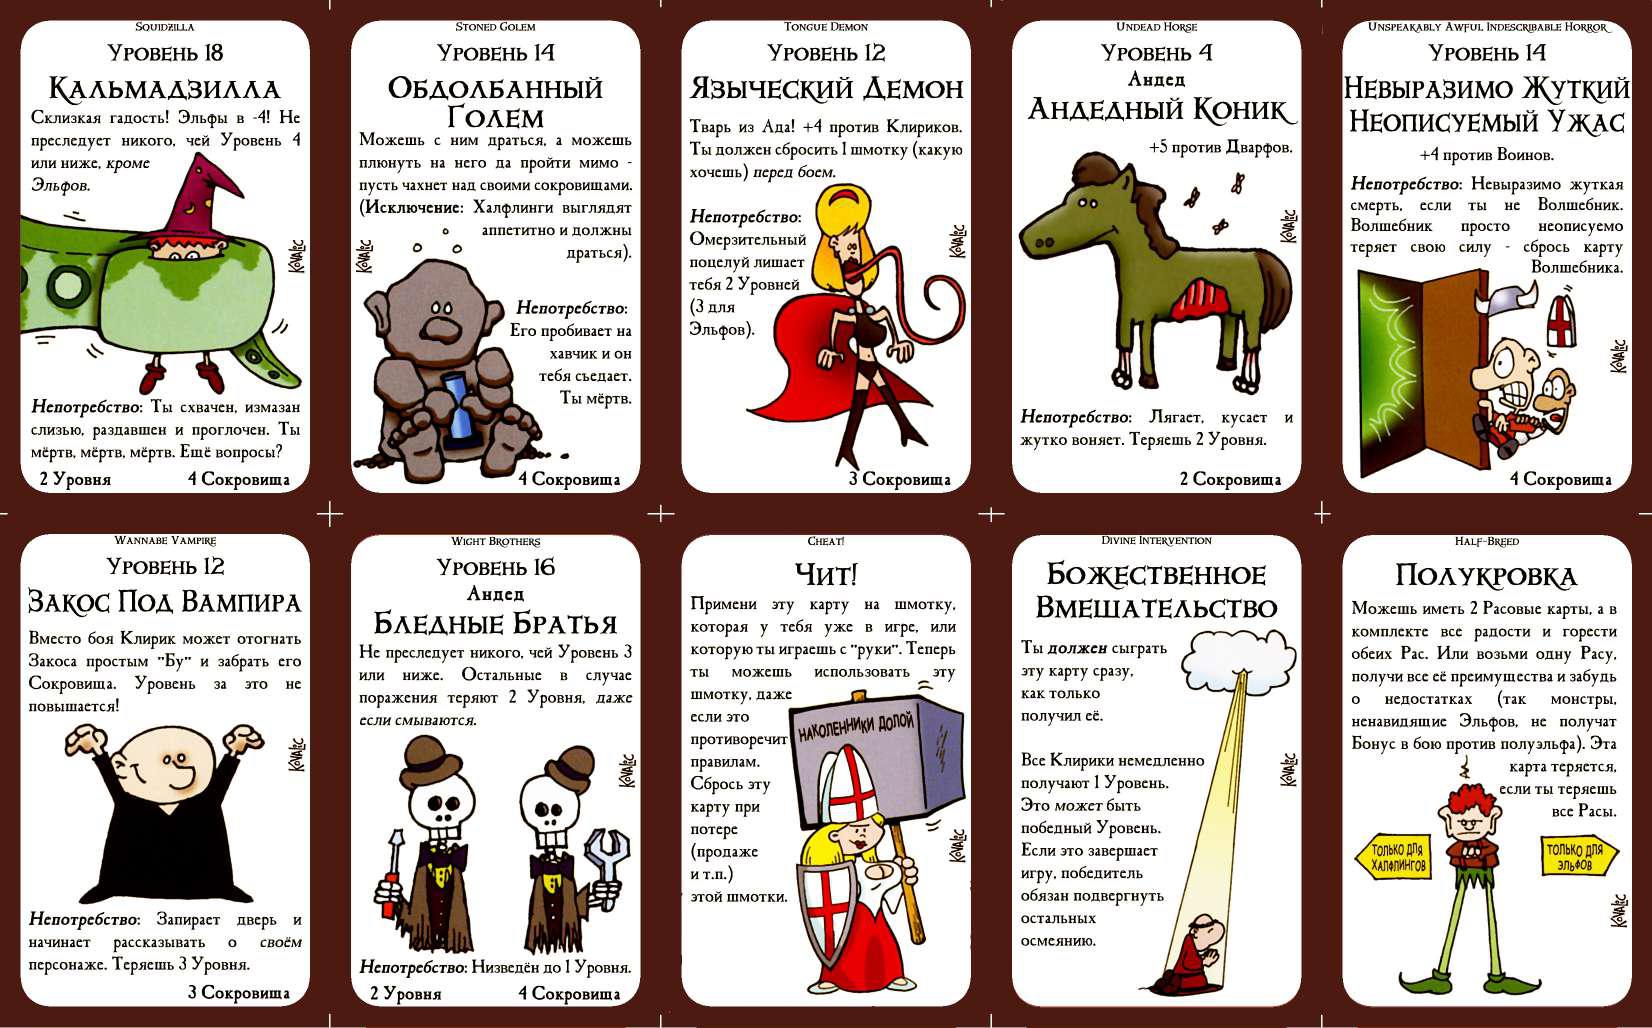 Squidzilla
Уровень 18
Кальмадзилла
Склизкая гадость! Эльфы в -4! Не
преследует никого, чей Уровень 4
или ниже, кроме
Эльфов.
Kovalic
Непотребство: Ты схвачен, измазан
слизью, раздавшен и проглочен. Ты
мёртв, мёртв, мёртв. Ещё вопросы?
2 Уровня 4 Сокровища
Stoned Golem
Уровень 14
Обдолбанный
Голем
Можешь с ним драться, а можешь
плюнуть на него да пройти мимо -
пусть чахнет над своими сокровищами.
(Исключение: Халфлинги выглядят
аппетитно и должны
драться).
Kovalic
Непотребство:
Его пробивает на
хавчик и он
тебя съедает.
Ты мёртв.
4 Сокровища
Tongue Demon
Уровень 12
Языческий Демон
Тварь из Ада! +4 против Клириков.
Ты должен сбросить 1 шмотку (какую
хочешь) перед боем.
Непотребство:
Омерзительный
поцелуй лишает
тебя 2 Уровней
(3 для
Эльфов).
Kovalic
3 Сокровища
Undead Horse
Уровень 4
Андед
Андедный Коник
+5 против Дварфов.
Kovalic
Непотребство: Лягает, кусает и
жутко воняет. Теряешь 2 Уровня.
2 Сокровища
Unspeakably Awful Indescribable Horror
Уровень 14
Невыразимо Жуткий
Неописуемый Ужас
+4 против Воинов.
Непотребство: Невыразимо жуткая
смерть, если ты не Волшебник.
Волшебник просто неописуемо
теряет свою силу - сбрось карту
Волшебника.
Kovalic
4 Сокровища
Wannabe Vampire
Уровень 12
Закос Под Вампира
Вместо боя Клирик может отогнать
Закоса простым "Бу" и забрать его
Сокровища. Уровень за это не
повышается!
Kovalic
Непотребство: Запирает дверь и
начинает рассказывать о своём
персонаже. Теряешь 3 Уровня.
3 Сокровища
Wight Brothers
Уровень 16
Андед
Бледные Братья
Не преследует никого, чей Уровень 3
или ниже. Остальные в случае
поражения теряют 2 Уровня, даже
если смываются.
Kovalic
Непотребство: Низведён до 1 Уровня.
2 Уровня 4 Сокровища
Cheat!
Чит!
Примени эту карту на шмотку,
которая у тебя уже в игре, или
которую ты играешь с "руки". Теперь
ты можешь использовать эту
шмотку, даже
если это
противоречит
правилам.
Сбрось эту
карту при
потере
(продаже
и т.п.)
этой шмотки.
НАКОЛЕННИКИ ДОЛОЙ
Kovalic
Divine Intervention
Божественное
Вмешательство
Ты должен сыграть
эту карту сразу,
как только
получил её.
Все Клирики немедленно
получают 1 Уровень.
Это может быть
победный Уровень.
Если это завершает
игру, победитель
обязан подвергнуть
остальных
осмеянию.
Kovalic
Half-Breed
Полукровка
Можешь иметь 2 Расовые карты, а в
комплекте все радости и горести
обеих Рас. Или возьми одну Расу,
получи все её преимущества и забудь
о недостатках (так монстры,
ненавидящие Эльфов, не получат
Бонус в бою против полуэльфа). Эта
карта теряется,
если ты теряешь
все Расы.
ТОЛЬКО ДЛЯ
ХАЛФЛИНГОВ
ТОЛЬКО ДЛЯ
ЭЛЬФОВ
Kovalic